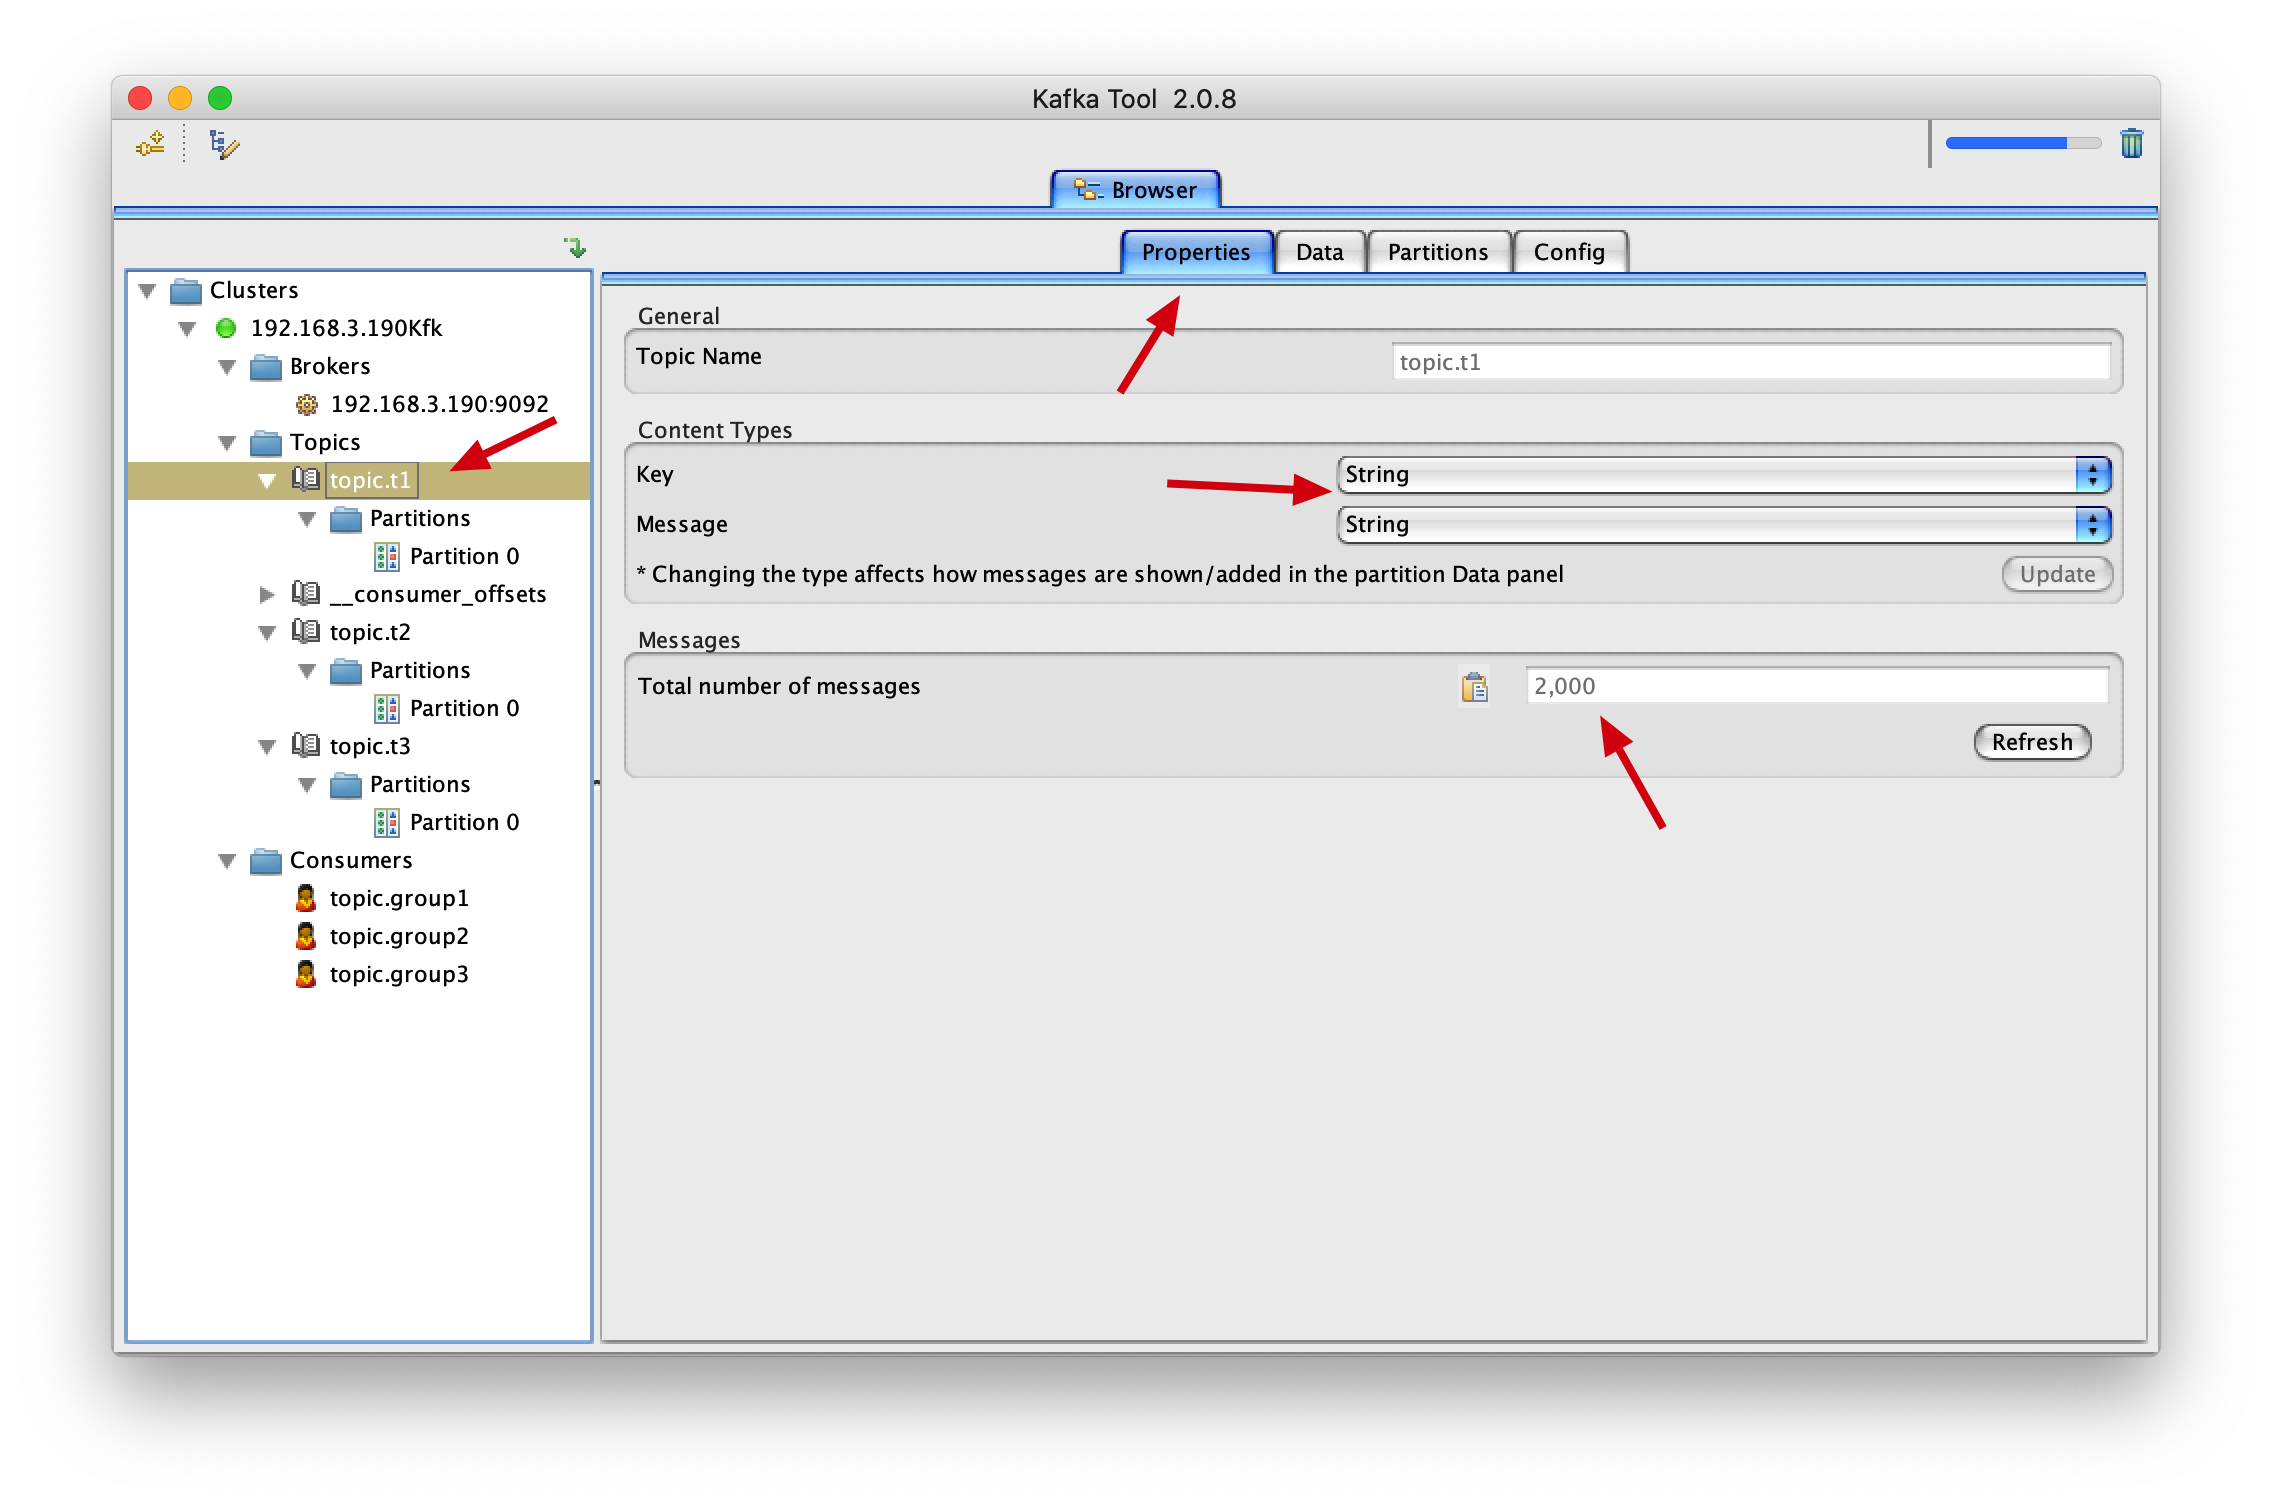 Kafka Tool 2.0.8
Browser
Clusters
192.168.3.190Kfk
Brokers
192.168.3.190:9092
Topics
topic.t1
Partitions
Partition 0
__consumer_offsets
topic.t2
Partitions
Partition 0
topic.t3
Partitions
Partition 0
Consumers
topic.group1
topic.group2
topic.group3
Properties Data Partitions Config
General
Topic Name topic.t1
Content Types
Key String
Message String
* Changing the type affects how messages are shown/added in the partition Data panel Update
Messages
Total number of messages 2,000
Refresh